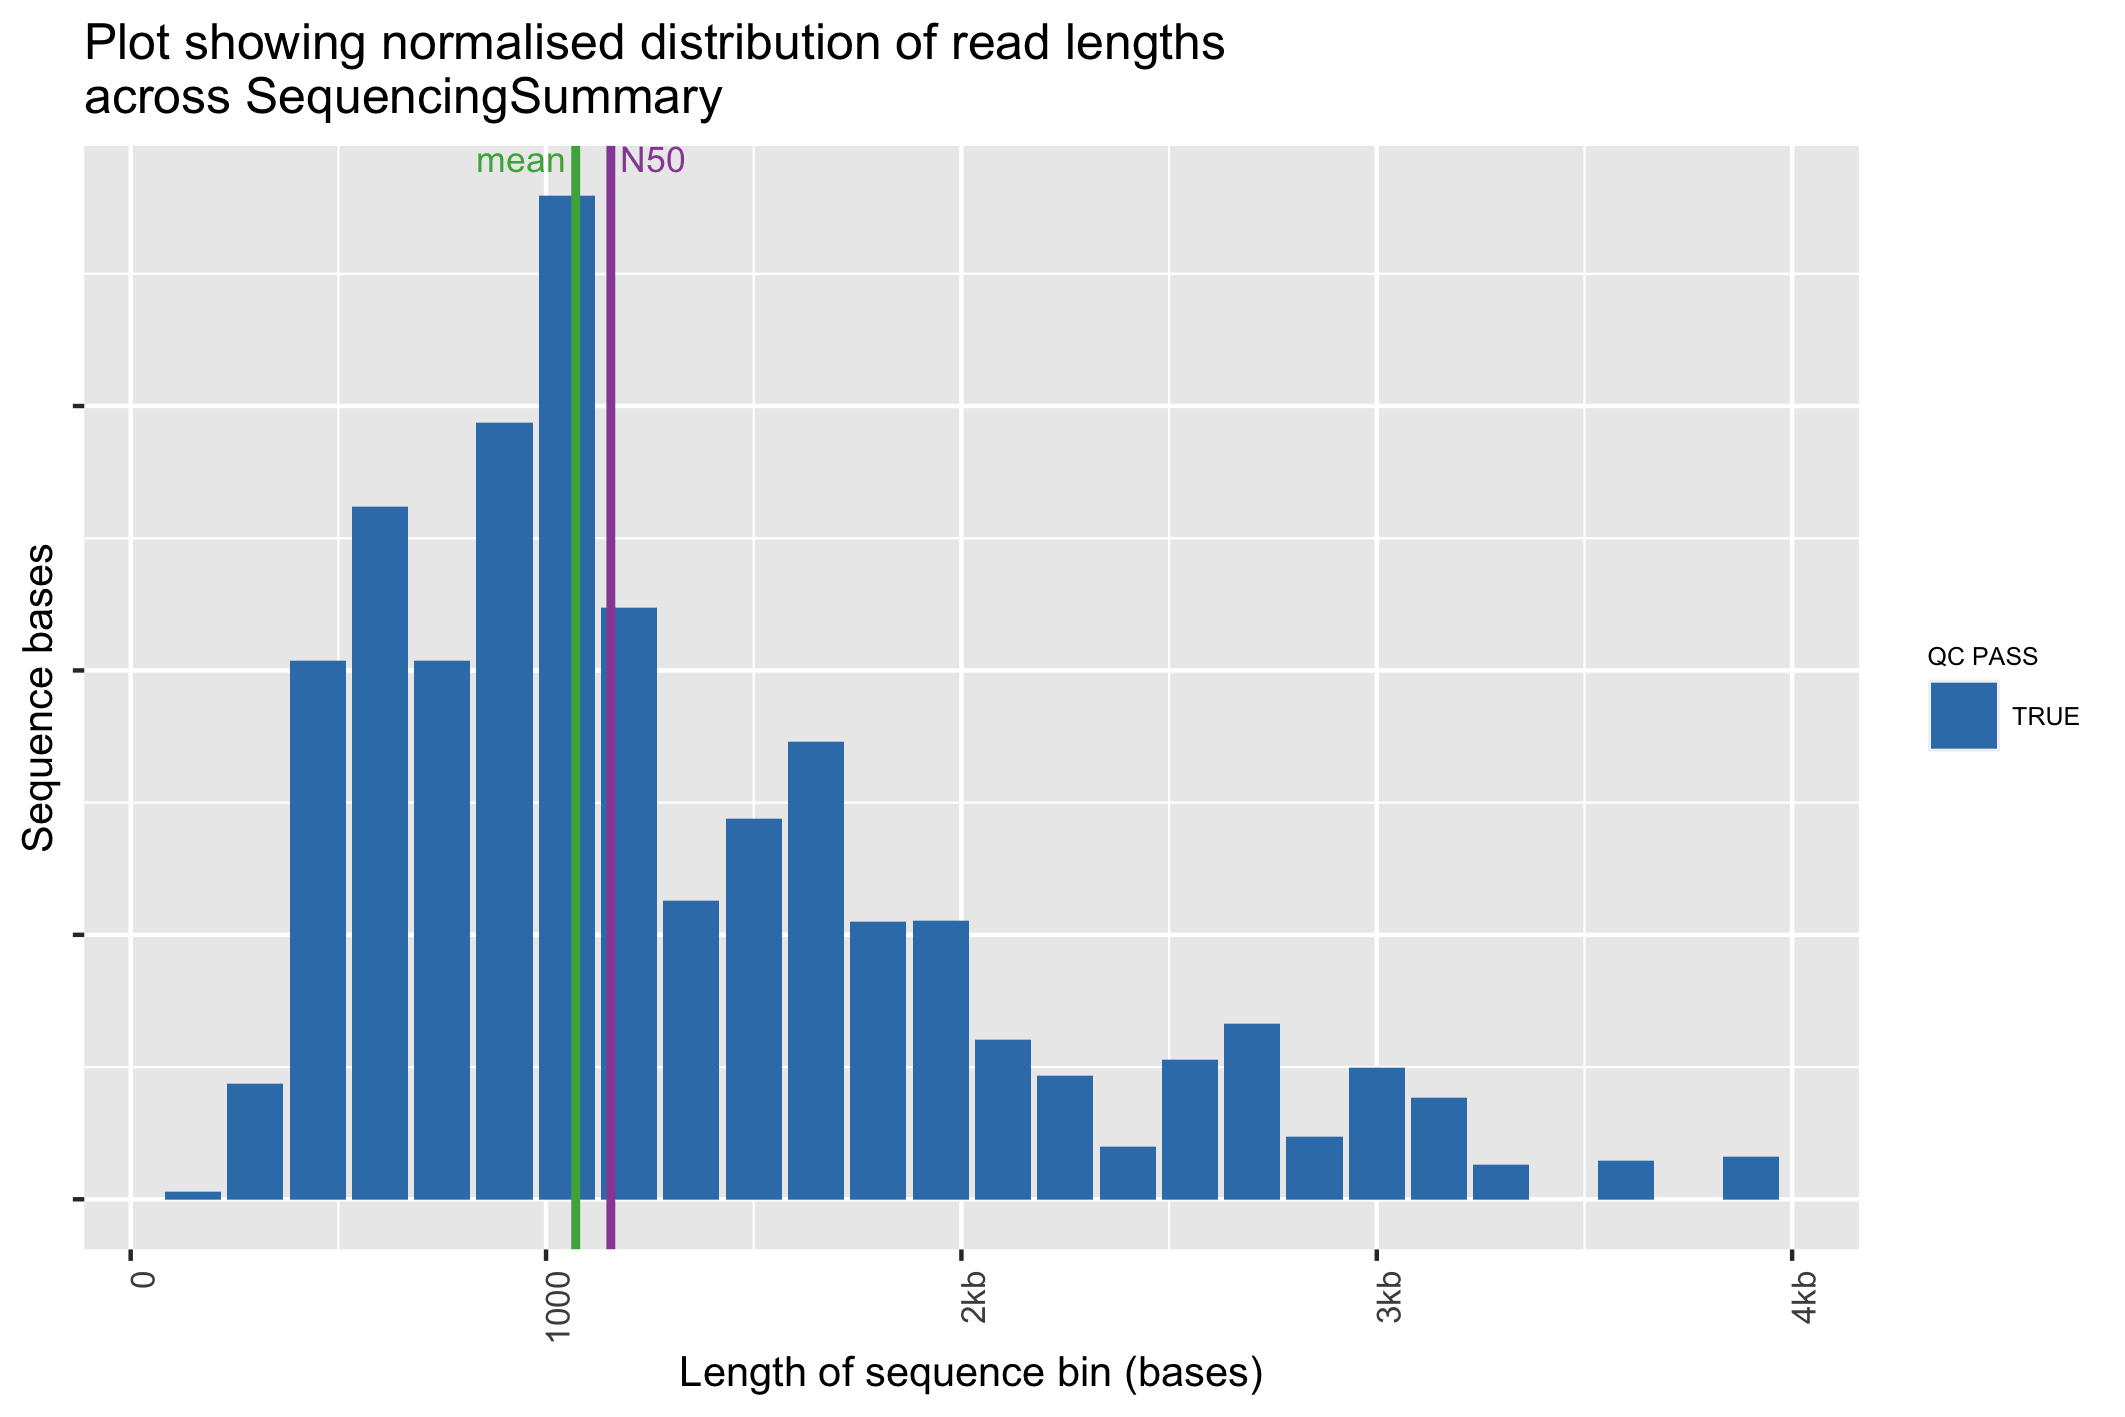 Plot showing normalised distribution of read lengths
across SequencingSummary
mean
N50
Sequence bases
QC PASS
TRUE
0
1000
2kb
3kb
4kb
Length of sequence bin (bases)